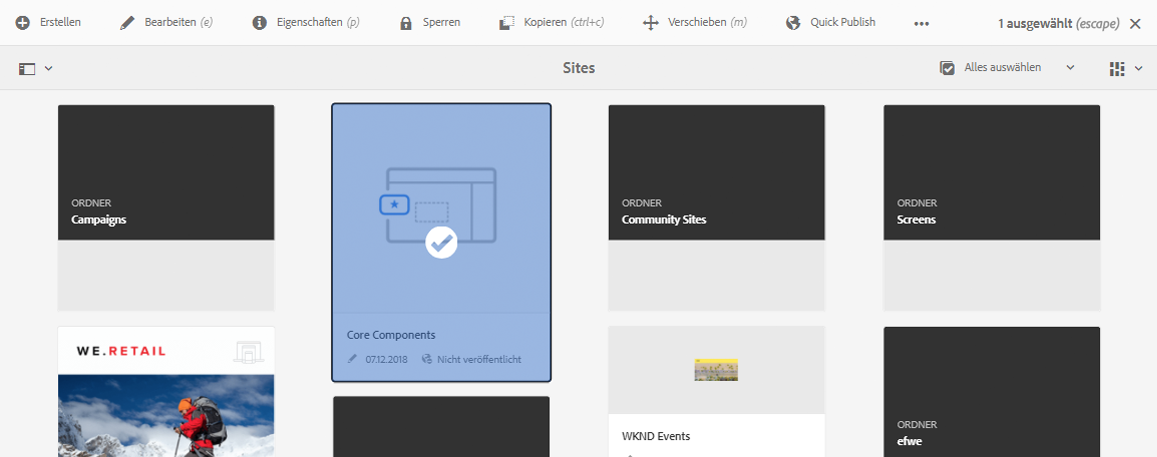 Erstellen Bearbeiten (e) Eigenschaften (p) Sperren Kopieren (ctrl+c) Verschieben (m) Quick Publish 1 ausgewählt (escape)
Sites Alles auswählen
ORDNER
Campaigns
Core Components
07.12.2018 Nicht veröffentlicht
ORDNER
Community Sites
ORDNER
Screens
WE.RETAIL
WKND Events
ORDNER
efwe